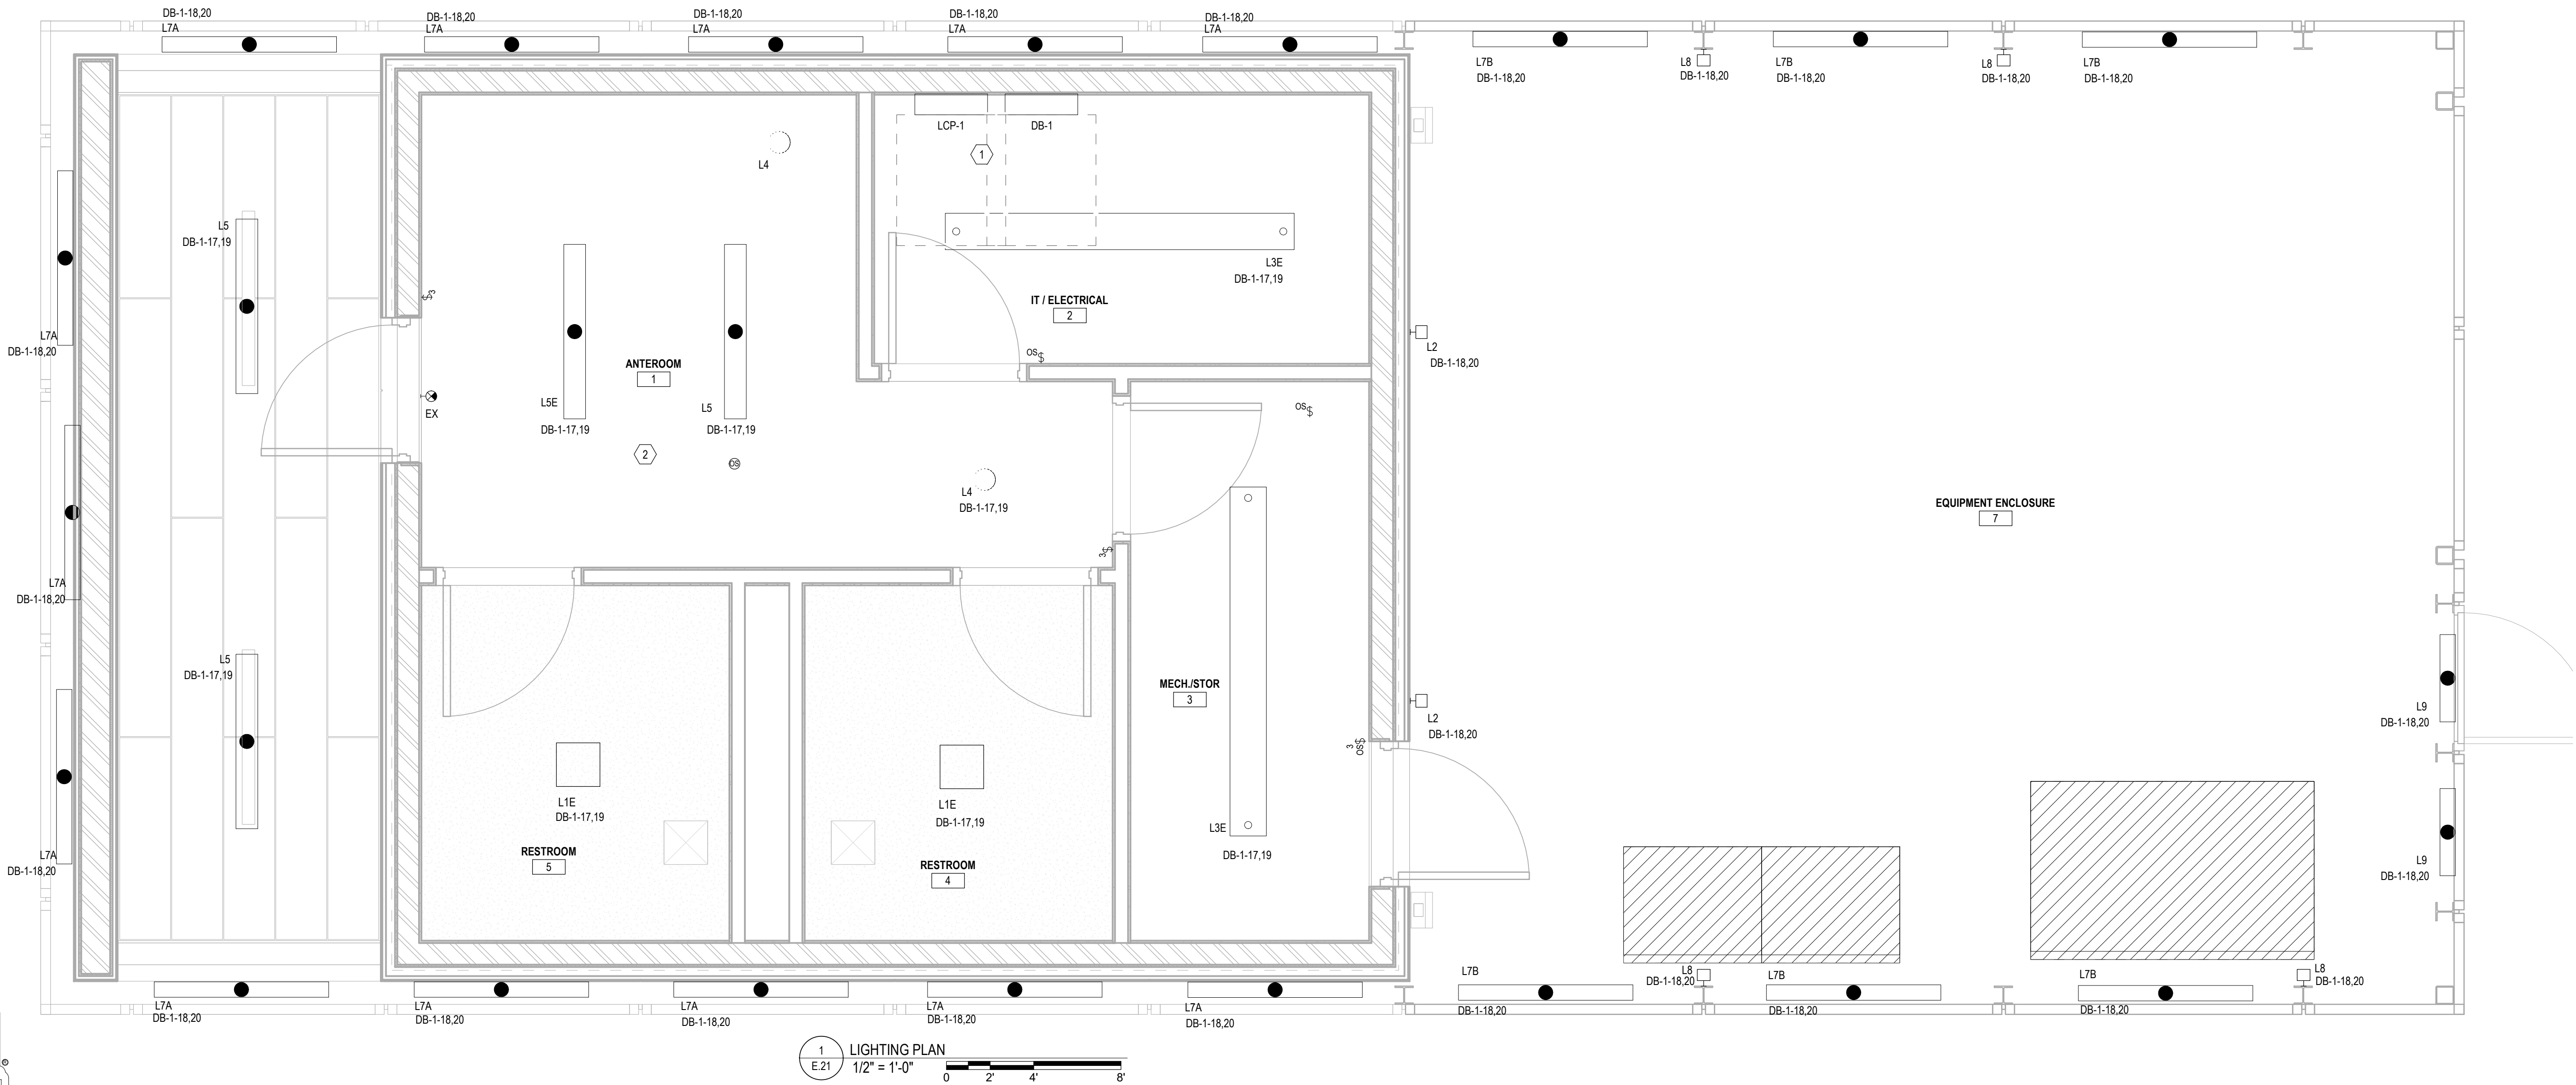 DB-1-18,20
L7A
DB-1-18,20
L7A
DB-1-18,20
L7A
DB-1-18,20
L7A
DB-1-18,20
L7A
L7B
DB-1-18,20
L8
DB-1-18,20
L7B
DB-1-18,20
L8
DB-1-18,20
L7B
DB-1-18,20
LCP-1
DB-1
1
L4
L5
DB-1-17,19
L3E
DB-1-17,19
$3
IT / ELECTRICAL
2
L7A
DB-1-18,20
L2
DB-1-18,20
OS$
ANTEROOM
1
EX
L5E
DB-1-17,19
L5
DB-1-17,19
OS$
2
OS
L4
DB-1-17,19
EQUIPMENT ENCLOSURE
7
3$
L7A
DB-1-18,20
L5
DB-1-17,19
MECH./STOR
3
L2
DB-1-18,20
3
OS$
L9
DB-1-18,20
L1E
DB-1-17,19
L1E
DB-1-17,19
L3E
DB-1-17,19
RESTROOM
5
RESTROOM
4
L7A
DB-1-18,20
L9
DB-1-18,20
L7A
DB-1-18,20
L7A
DB-1-18,20
L7A
DB-1-18,20
L7A
DB-1-18,20
L7A
DB-1-18,20
L7B
DB-1-18,20
L8
DB-1-18,20
L7B
DB-1-18,20
L7B
DB-1-18,20
L8
DB-1-18,20
1
E.21
LIGHTING PLAN
1/2" = 1'-0"
0 2' 4' 8'